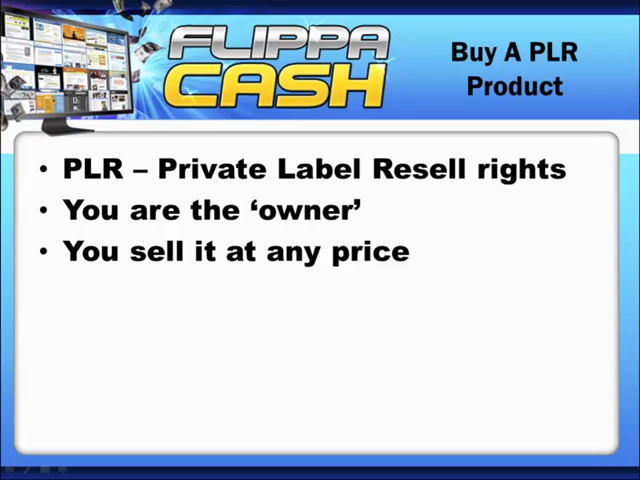 FLIPPA
CASH
Buy A PLR
Product
• PLR – Private Label Resell rights
• You are the ‘owner’
• You sell it at any price